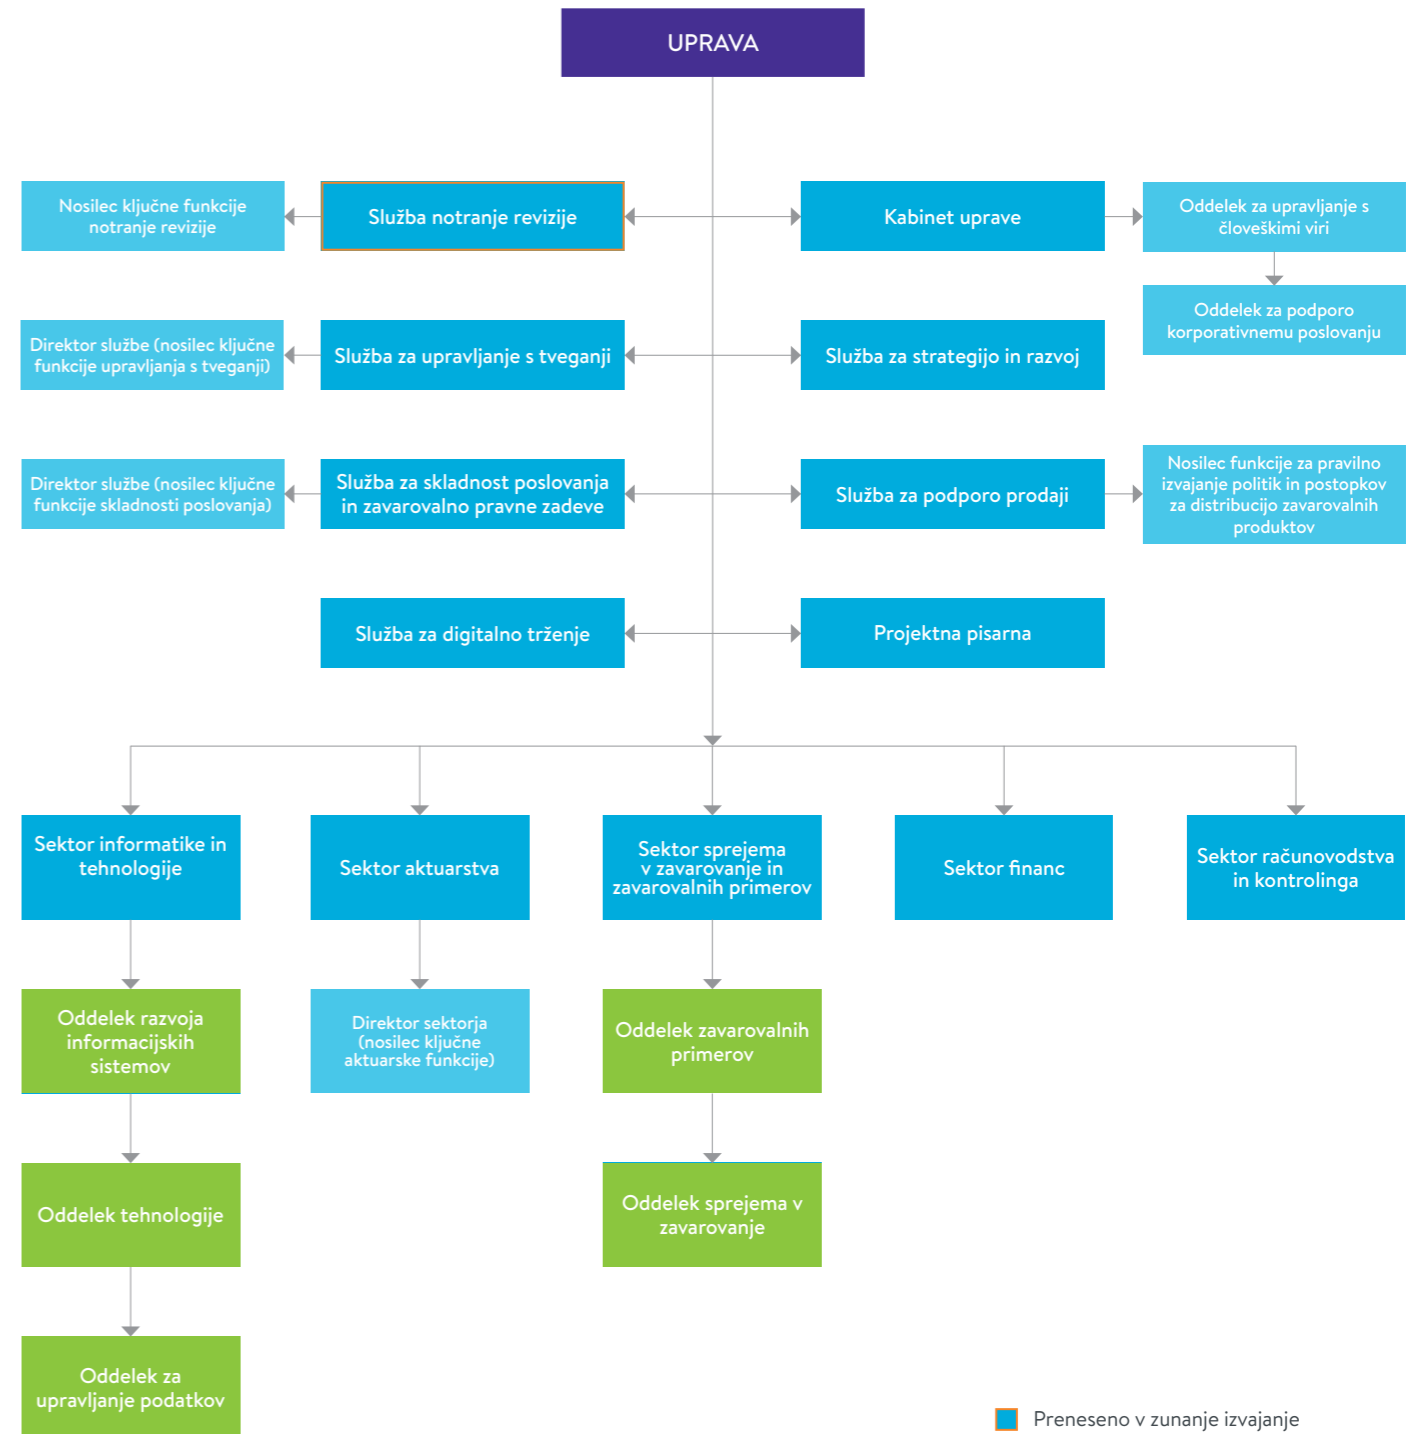 UPRAVA
Nosilec ključne funkcije
notranje revizije
Služba notranje revizije
Kabinet uprave
Oddelek za upravljanje s
človeškimi viri
Oddelek za podporo
korporativnemu poslovanju
Direktor službe (nosilec ključne
funkcije upravljanja s tveganji)
Služba za upravljanje s tveganji
Služba za strategijo in razvoj
Direktor službe (nosilec ključne
funkcije skladnosti poslovanja)
Služba za skladnost poslovanja
in zavarovalno pravne zadeve
Služba za podporo prodaji
Nosilec funkcije za pravilno
izvajanje politik in postopkov
za distribucijo zavarovalnih
produktov
Služba za digitalno trženje
Projektna pisarna
Sektor informatike in
tehnologije
Sektor aktuarstva
Sektor sprejema
v zavarovanje in
zavarovalnih primerov
Sektor financ
Sektor računovodstva
in kontrolinga
Oddelek razvoja
informacijskih
sistemov
Direktor sektorja
(nosilec ključne
aktuarske funkcije)
Oddelek zavarovalnih
primerov
Oddelek tehnologije
Oddelek sprejema v
zavarovanje
Oddelek za
upravljanje podatkov
Preneseno v zunanje izvajanje